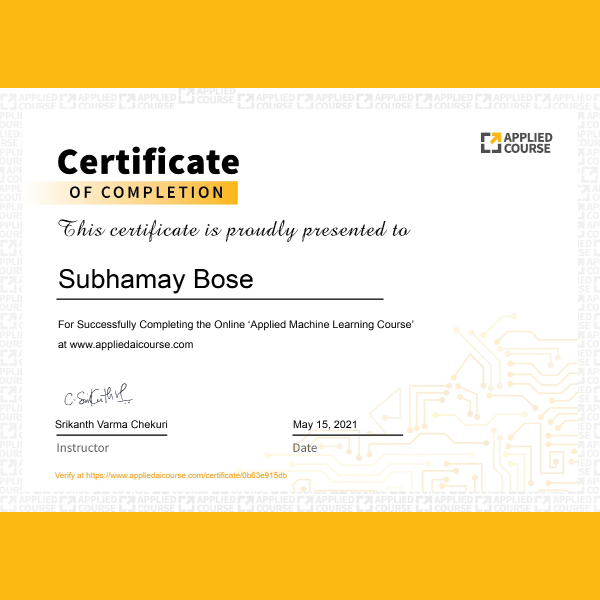 APPLIED
COURSE
Certificate
OF COMPLETION
This certificate is proudly presented to
Subhamay Bose
For Successfully Completing the Online ‘Applied Machine Learning Course’
at www.appliedaicourse.com
C. Srikanth V
Srikanth Varma Chekuri
May 15, 2021
Instructor
Date
Verify at https://www.appliedaicourse.com/certificate/0b63e915db